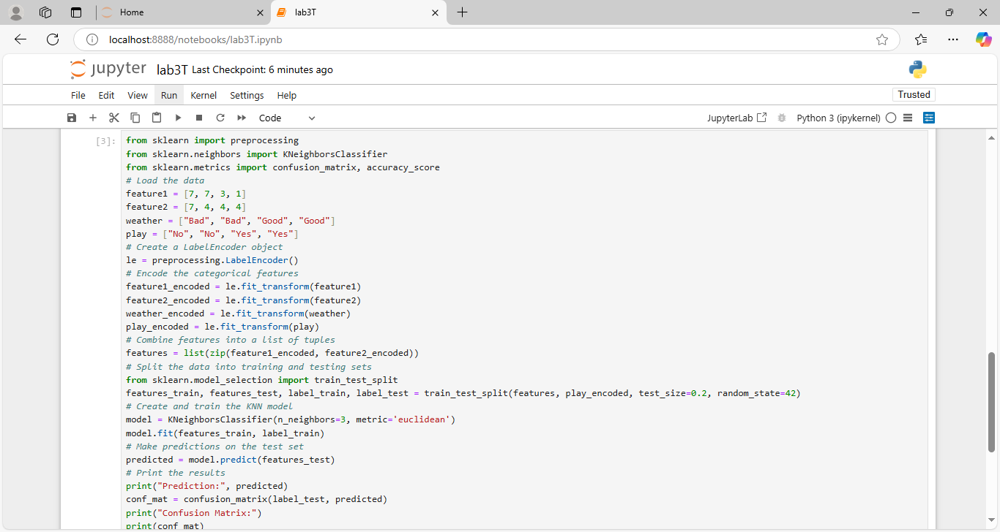 Home
lab3T
localhost:8888/notebooks/lab3T.ipynb
jupyter lab3T Last Checkpoint: 6 minutes ago
File Edit View Run Kernel Settings Help
Trusted
Code
JupyterLab
Python 3 (ipykernel)
[3]:
from sklearn import preprocessing
from sklearn.neighbors import KNeighborsClassifier
from sklearn.metrics import confusion_matrix, accuracy_score
# Load the data
feature1 = [7, 7, 3, 1]
feature2 = [7, 4, 4, 4]
weather = ["Bad", "Bad", "Good", "Good"]
play = ["No", "No", "Yes", "Yes"]
# Create a LabelEncoder object
le = preprocessing.LabelEncoder()
# Encode the categorical features
feature1_encoded = le.fit_transform(feature1)
feature2_encoded = le.fit_transform(feature2)
weather_encoded = le.fit_transform(weather)
play_encoded = le.fit_transform(play)
# Combine features into a list of tuples
features = list(zip(feature1_encoded, feature2_encoded))
# Split the data into training and testing sets
from sklearn.model_selection import train_test_split
features_train, features_test, label_train, label_test = train_test_split(features, play_encoded, test_size=0.2, random_state=42)
# Create and train the KNN model
model = KNeighborsClassifier(n_neighbors=3, metric='euclidean')
model.fit(features_train, label_train)
# Make predictions on the test set
predicted = model.predict(features_test)
# Print the results
print("Prediction:", predicted)
conf_mat = confusion_matrix(label_test, predicted)
print("Confusion Matrix:")
print(conf_mat)